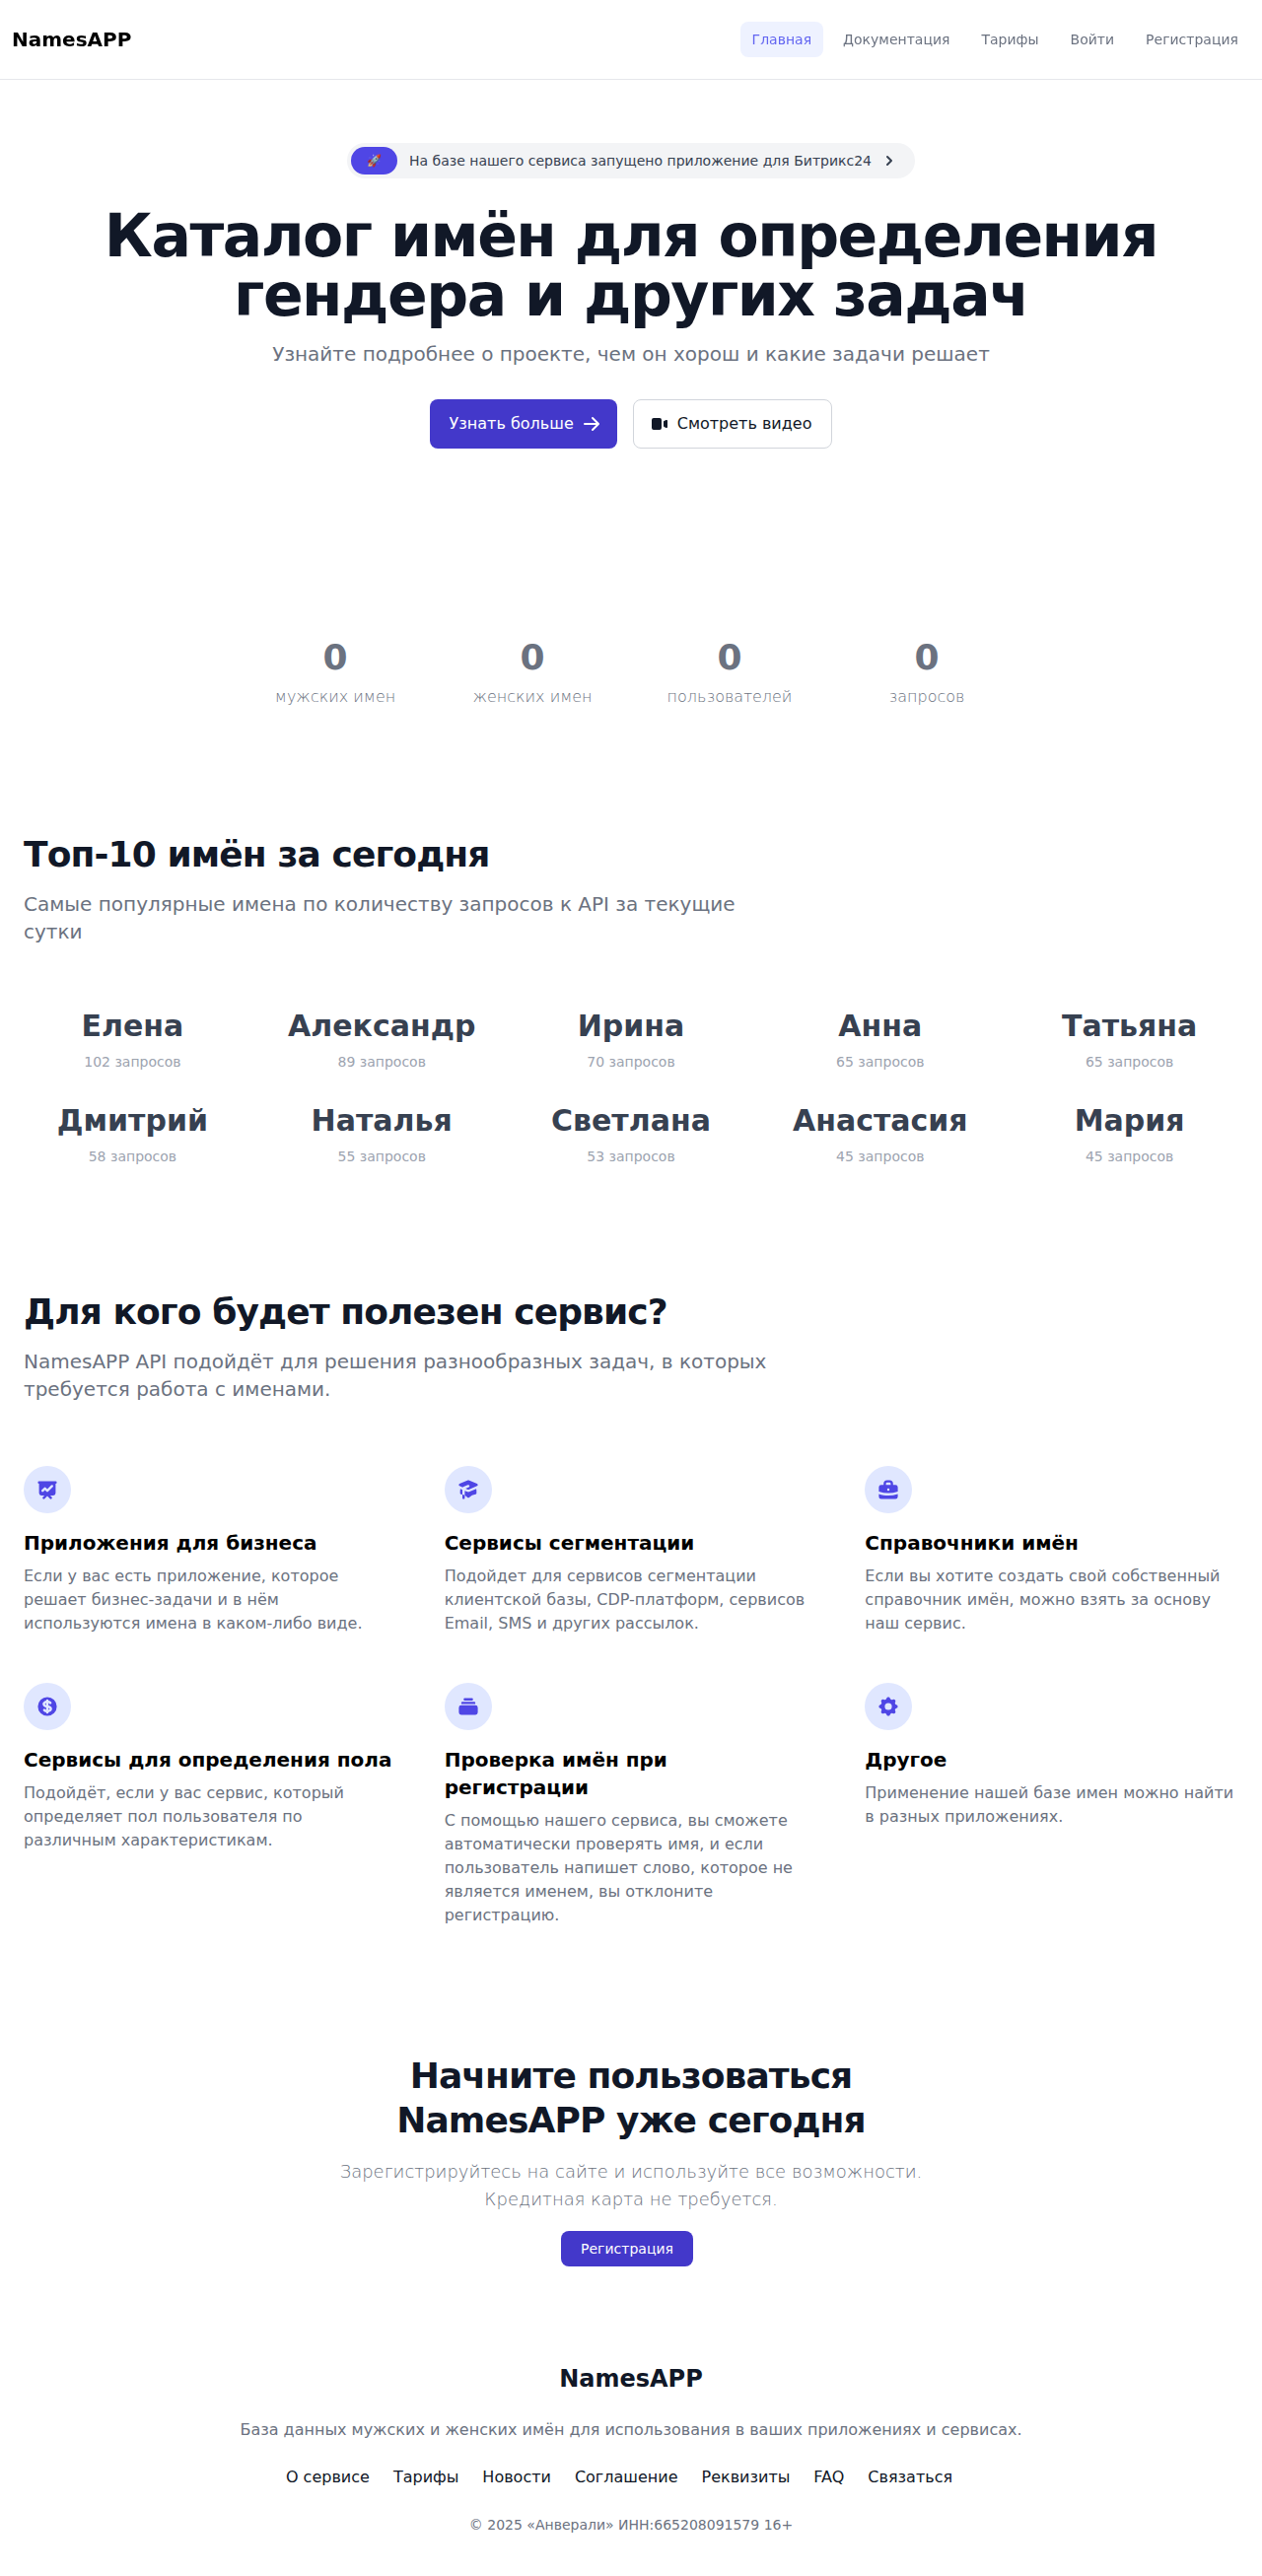 NamesAPP
Главная Документация Тарифы Войти Регистрация
🚀 На базе нашего сервиса запущено приложение для Битрикс24
Каталог имён для определения
гендера и других задач
Узнайте подробнее о проекте, чем он хорош и какие задачи решает
Узнать больше Смотреть видео
0 0 0 0
мужских имен женских имен пользователей запросов
Топ-10 имён за сегодня
Самые популярные имена по количеству запросов к API за текущие
сутки
Елена Александр Ирина Анна Татьяна
102 запросов 89 запросов 70 запросов 65 запросов 65 запросов
Дмитрий Наталья Светлана Анастасия Мария
58 запросов 55 запросов 53 запросов 45 запросов 45 запросов
Для кого будет полезен сервис?
NamesAPP API подойдёт для решения разнообразных задач, в которых
требуется работа с именами.
Приложения для бизнеса
Если у вас есть приложение, которое
решает бизнес-задачи и в нём
используются имена в каком-либо виде.
Сервисы сегментации
Подойдет для сервисов сегментации
клиентской базы, CDP-платформ, сервисов
Email, SMS и других рассылок.
Справочники имён
Если вы хотите создать свой собственный
справочник имён, можно взять за основу
наш сервис.
Сервисы для определения пола
Подойдёт, если у вас сервис, который
определяет пол пользователя по
различным характеристикам.
Проверка имён при
регистрации
С помощью нашего сервиса, вы сможете
автоматически проверять имя, и если
пользователь напишет слово, которое не
является именем, вы отклоните
регистрацию.
Другое
Применение нашей базе имен можно найти
в разных приложениях.
Начните пользоваться
NamesAPP уже сегодня
Зарегистрируйтесь на сайте и используйте все возможности.
Кредитная карта не требуется.
Регистрация
NamesAPP
База данных мужских и женских имён для использования в ваших приложениях и сервисах.
О сервисе Тарифы Новости Соглашение Реквизиты FAQ Связаться
© 2025 «Анверали» ИНН:665208091579 16+